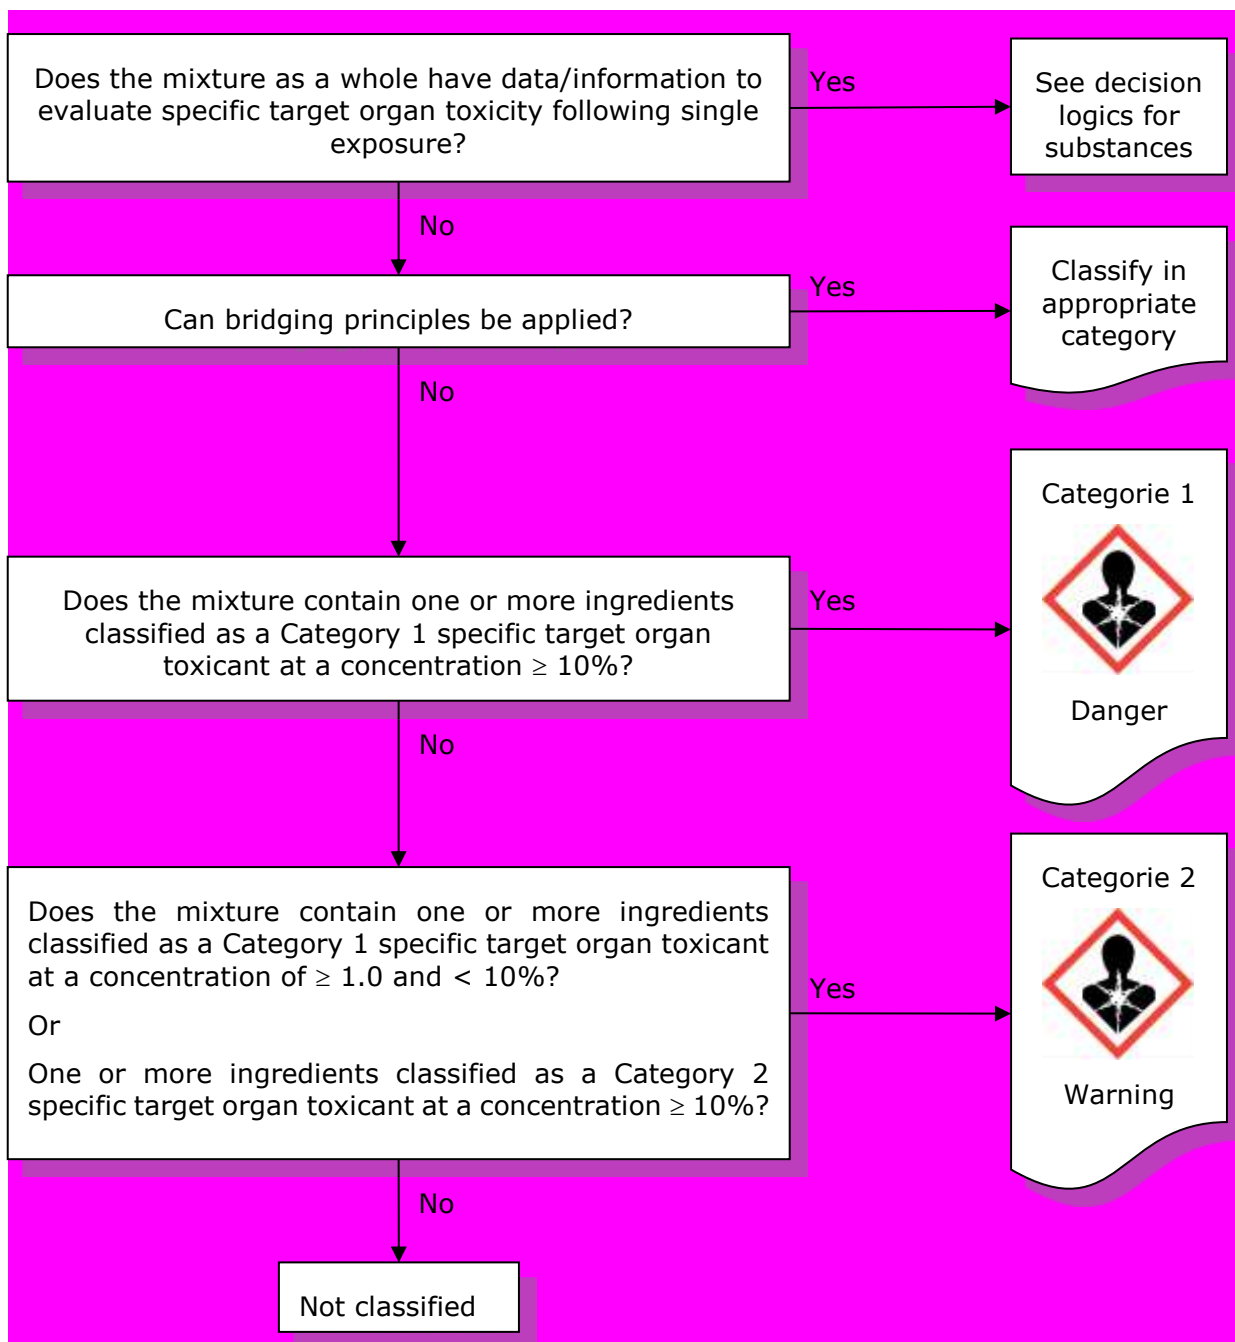 Does the mixture as a whole have data/information to
evaluate specific target organ toxicity following single
exposure?
Yes
See decision
logics for
substances
No
Can bridging principles be applied?
Yes
Classify in
appropriate
category
No
Does the mixture contain one or more ingredients
classified as a Category 1 specific target organ
toxicant at a concentration ≥ 10%?
Yes
Categorie 1
Danger
No
Does the mixture contain one or more ingredients
classified as a Category 1 specific target organ toxicant
at a concentration of ≥ 1.0 and < 10%?
Or
One or more ingredients classified as a Category 2
specific target organ toxicant at a concentration ≥ 10%?
Yes
Categorie 2
Warning
No
Not classified